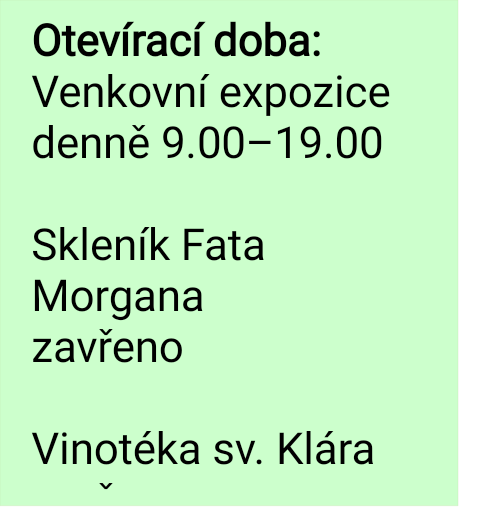 Otevírací doba:
Venkovní expozice
denně 9.00–19.00
Skleník Fata
Morgana
zavřeno
Vinotéka sv. Klára